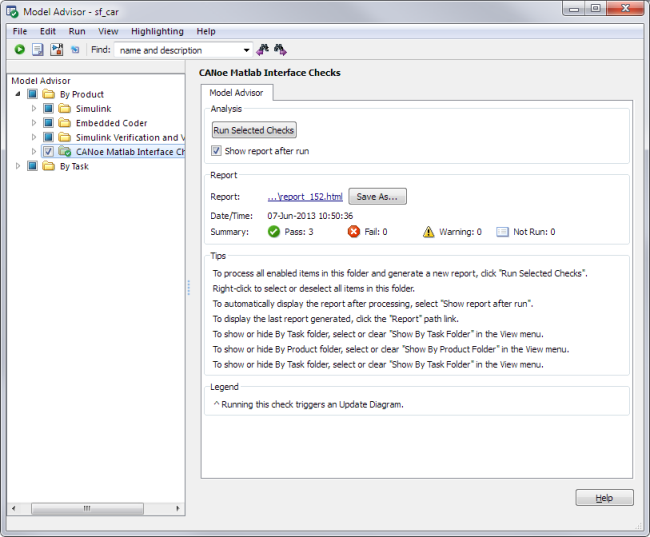 Model Advisor - sf_car
File Edit Run View Highlighting Help
Find: name and description
Model Advisor
By Product
Simulink
Embedded Coder
Simulink Verification and V
CANoe Matlab Interface Ch
By Task
CANoe Matlab Interface Checks
Model Advisor
Analysis
Run Selected Checks
Show report after run
Report
Report: ...\report_152.html Save As...
Date/Time: 07-Jun-2013 10:50:36
Summary: Pass: 3 Fail: 0 Warning: 0 Not Run: 0
Tips
To process all enabled items in this folder and generate a new report, click "Run Selected Checks".
Right-click to select or deselect all items in this folder.
To automatically display the report after processing, select "Show report after run".
To display the last report generated, click the "Report" path link.
To show or hide By Task folder, select or clear "Show By Task Folder" in the View menu.
To show or hide By Product folder, select or clear "Show By Product Folder" in the View menu.
To show or hide By Task folder, select or clear "Show By Task Folder" in the View menu.
Legend
^ Running this check triggers an Update Diagram.
Help